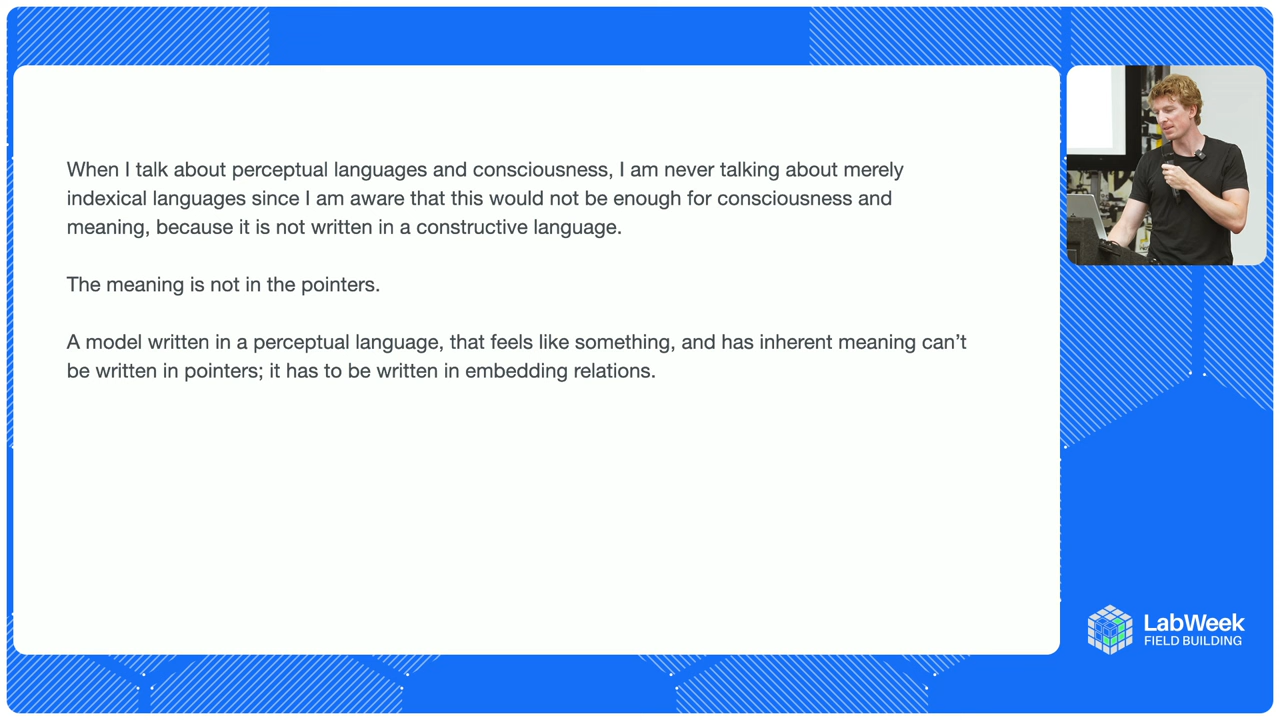 When I talk about perceptual languages and consciousness, I am never talking about merely
indexical languages since I am aware that this would not be enough for consciousness and
meaning, because it is not written in a constructive language.
The meaning is not in the pointers.
A model written in a perceptual language, that feels like something, and has inherent meaning can’t
be written in pointers; it has to be written in embedding relations.
LabWeek
FIELD BUILDING